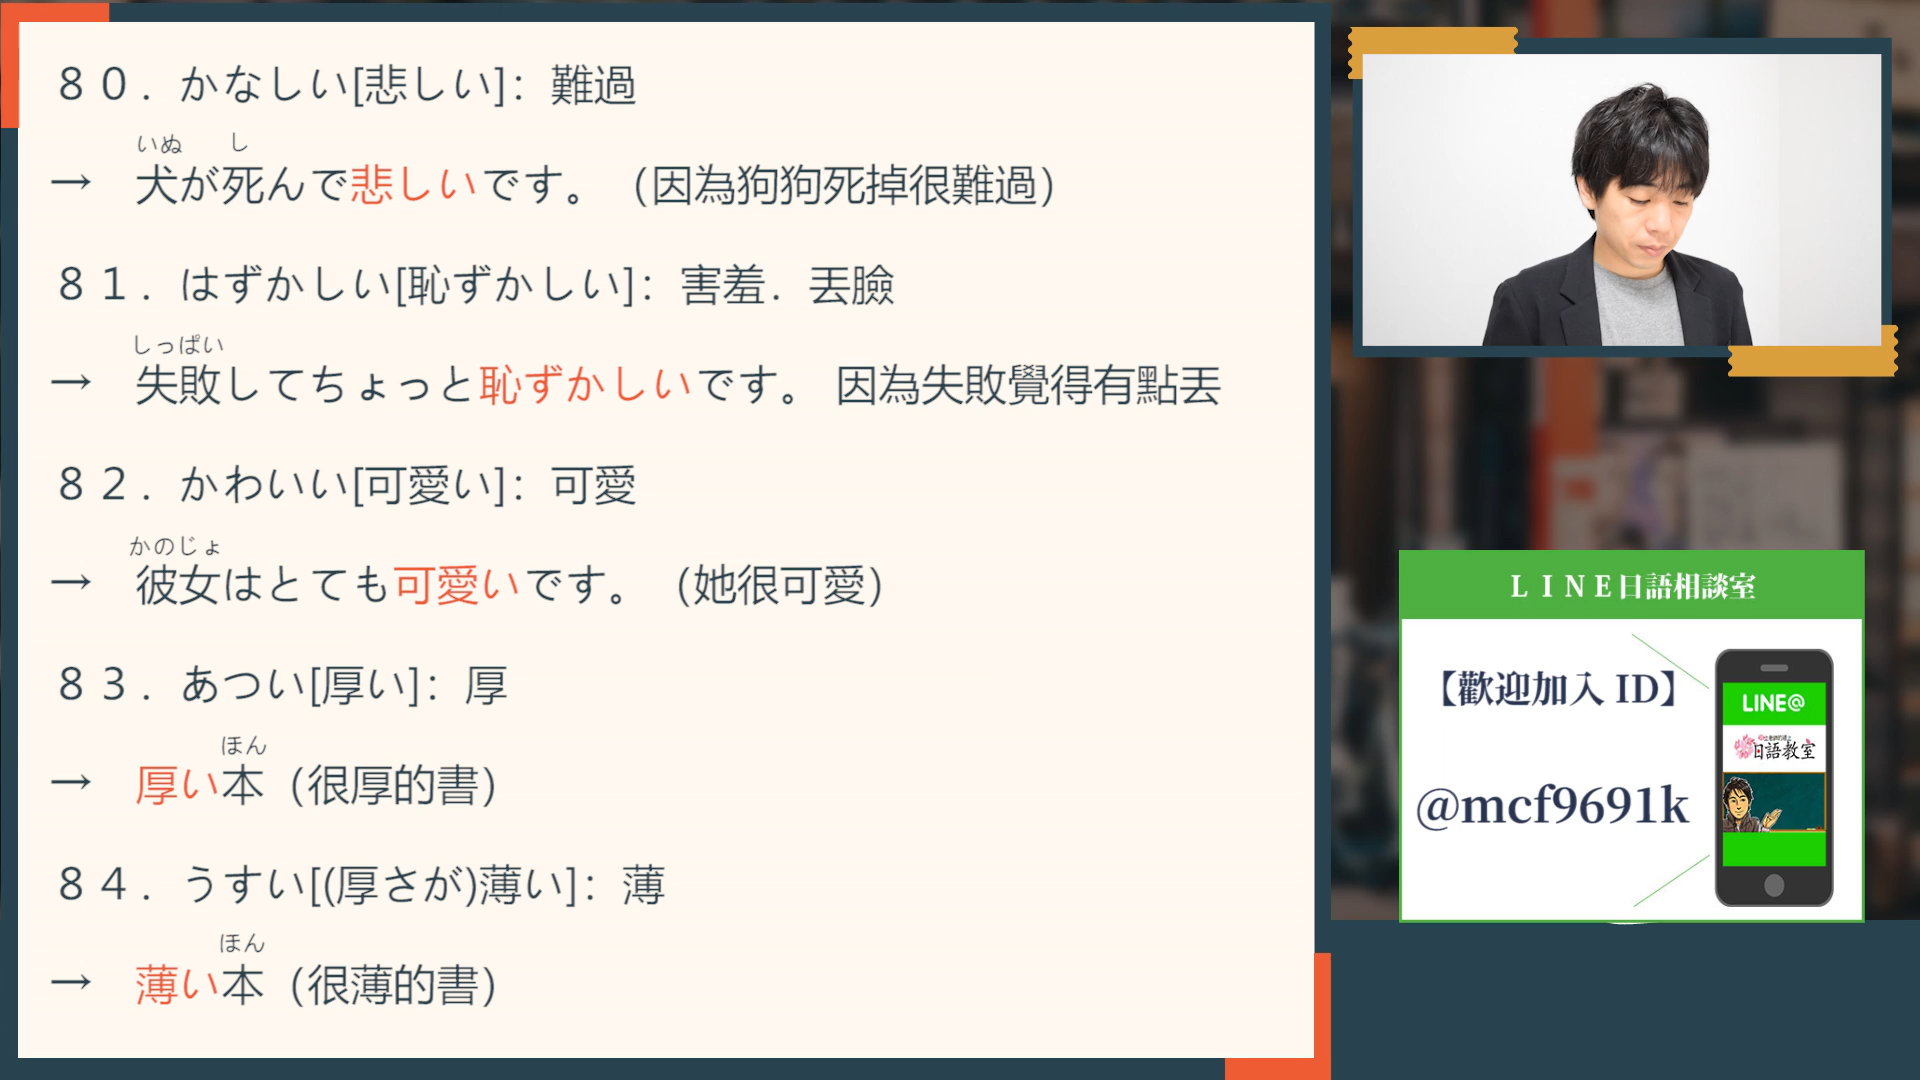 ８０．かなしい[悲しい]：難過
いぬ　し
→　犬が死んで悲しいです。（因為狗狗死掉很難過）
８１．はずかしい[恥ずかしい]：害羞．丟臉
しっぱい
→　失敗してちょっと恥ずかしいです。 因為失敗覺得有點丟
８２．かわいい[可愛い]：可愛
かのじょ
→　彼女はとても可愛いです。（她很可愛）
８３．あつい[厚い]：厚
ほん
→　厚い本（很厚的書）
８４．うすい[(厚さが)薄い]：薄
ほん
→　薄い本（很薄的書）
ＬＩＮＥ日語相談室
【歡迎加入 ID】
@mcf9691k
LINE@
日語教室